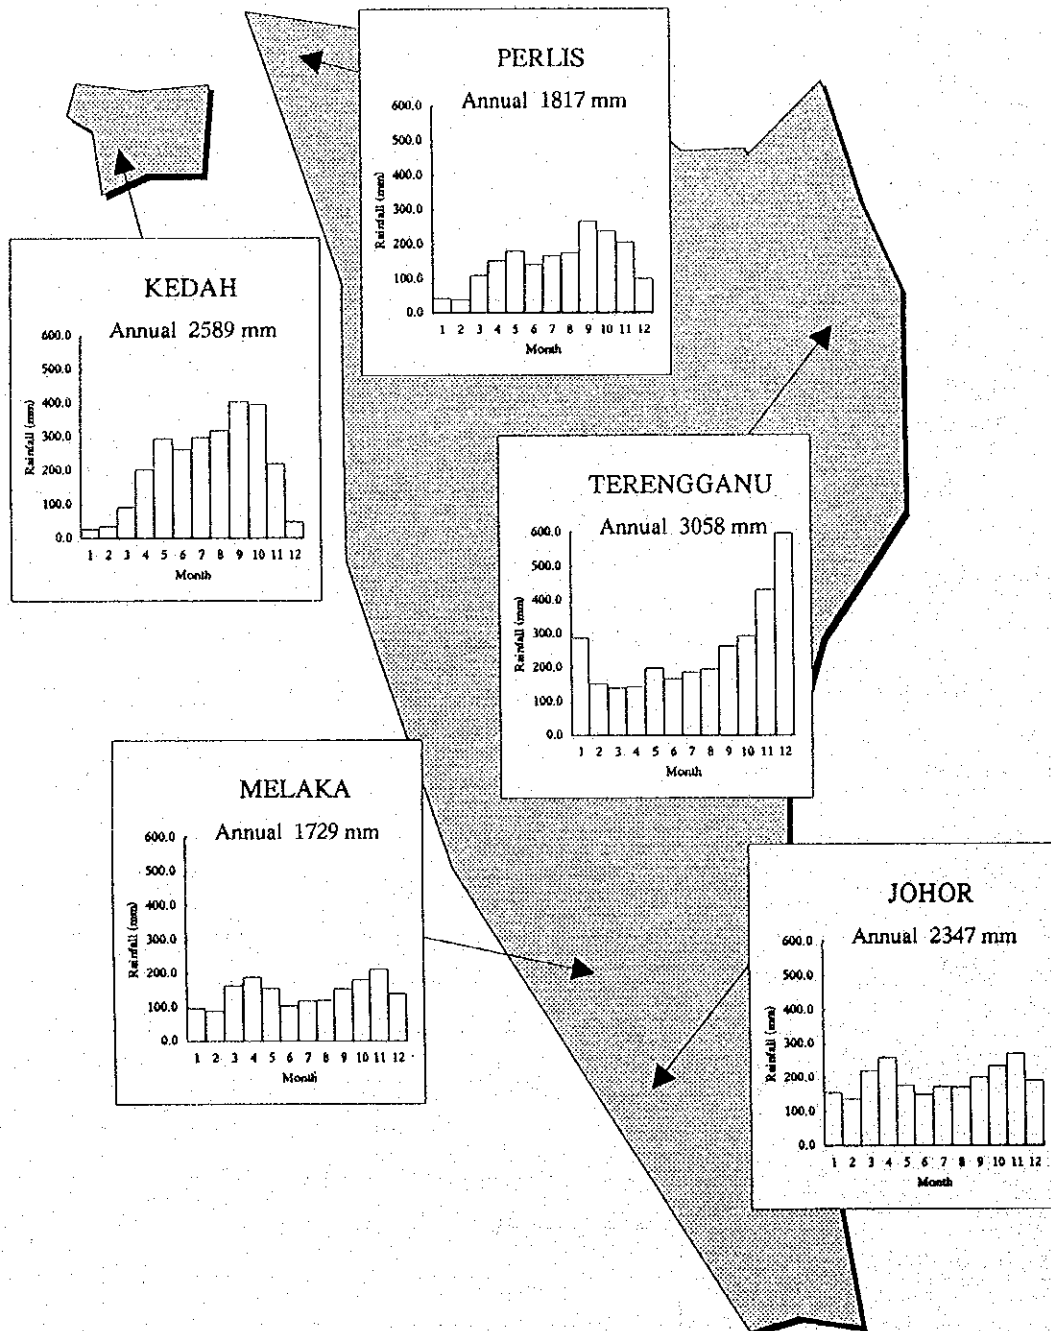 PERLIS
Annual 1817 mm
600.0
500.0
400.0
300.0
200.0
100.0
0.0
Rainfall (mm)
1 2 3 4 5 6 7 8 9 10 11 12
Month
KEDAH
Annual 2589 mm
600.0
500.0
400.0
300.0
200.0
100.0
0.0
Rainfall (mm)
1 2 3 4 5 6 7 8 9 10 11 12
Month
TERENGGANU
Annual 3058 mm
600.0
500.0
400.0
300.0
200.0
100.0
0.0
Rainfall (mm)
1 2 3 4 5 6 7 8 9 10 11 12
Month
MELAKA
Annual 1729 mm
600.0
500.0
400.0
300.0
200.0
100.0
0.0
Rainfall (mm)
1 2 3 4 5 6 7 8 9 10 11 12
Month
JOHOR
Annual 2347 mm
600.0
500.0
400.0
300.0
200.0
100.0
0.0
Rainfall (mm)
1 2 3 4 5 6 7 8 9 10 11 12
Month